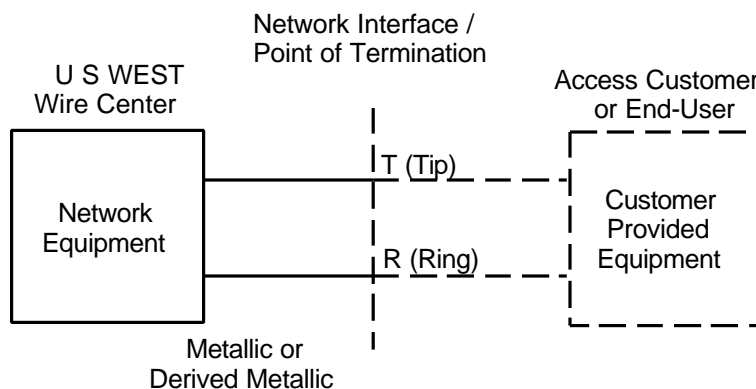 Network Interface /
Point of Termination
U S WEST
Wire Center
Access Customer
or End-User
T (Tip)
Network
Equipment
Customer
Provided
Equipment
R (Ring)
Metallic or
Derived Metallic